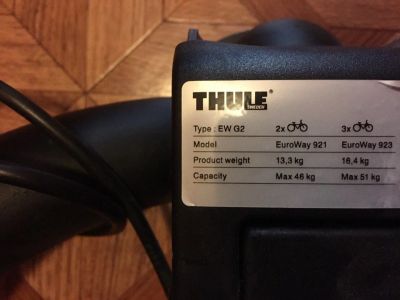 THULE
SWEDEN
Type : EW G2 2x 3x
Model EuroWay 921 EuroWay 923
Product weight 13,3 kg 16,4 kg
Capacity Max 46 kg Max 51 kg